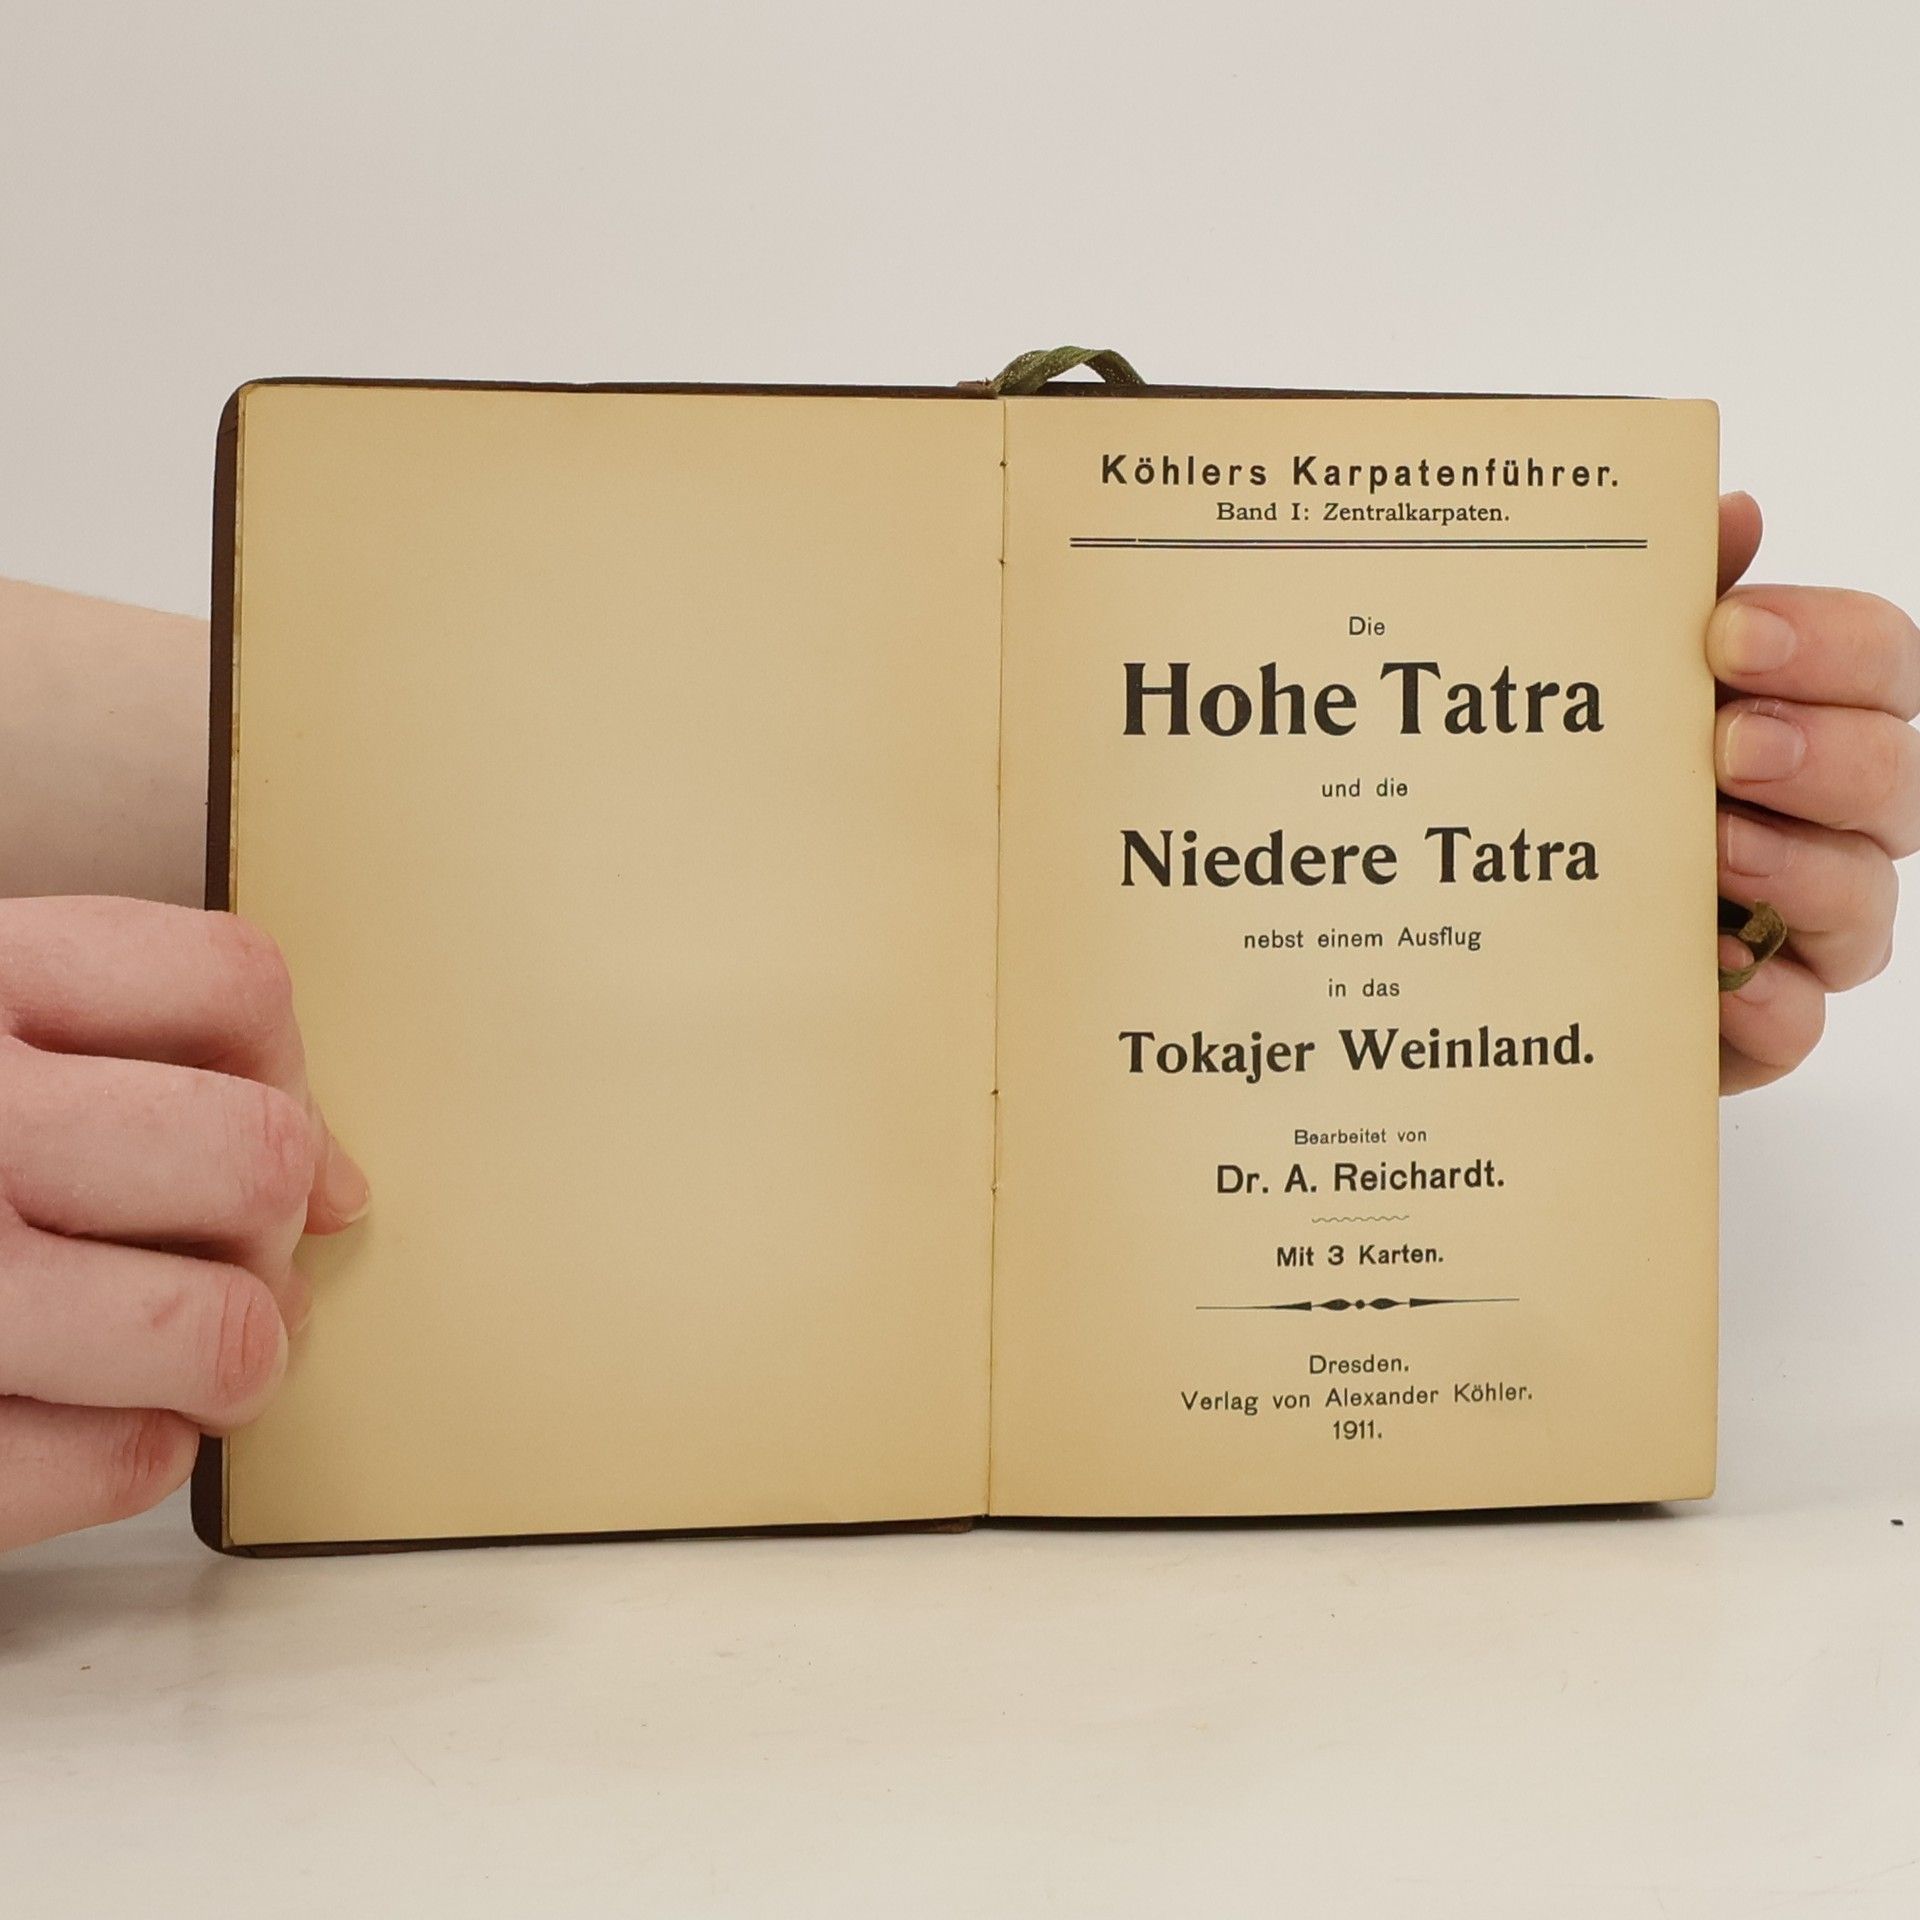 Köhlers Karpatenführer.
Band I: Zentralkarpaten.
Die
Hohe Tatra
und die
Niedere Tatra
nebst einem Ausflug
in das
Tokajer Weinland.
Bearbeitet von
Dr. A. Reichardt.
Mit 3 Karten.
Dresden.
Verlag von Alexander Köhler.
1911.